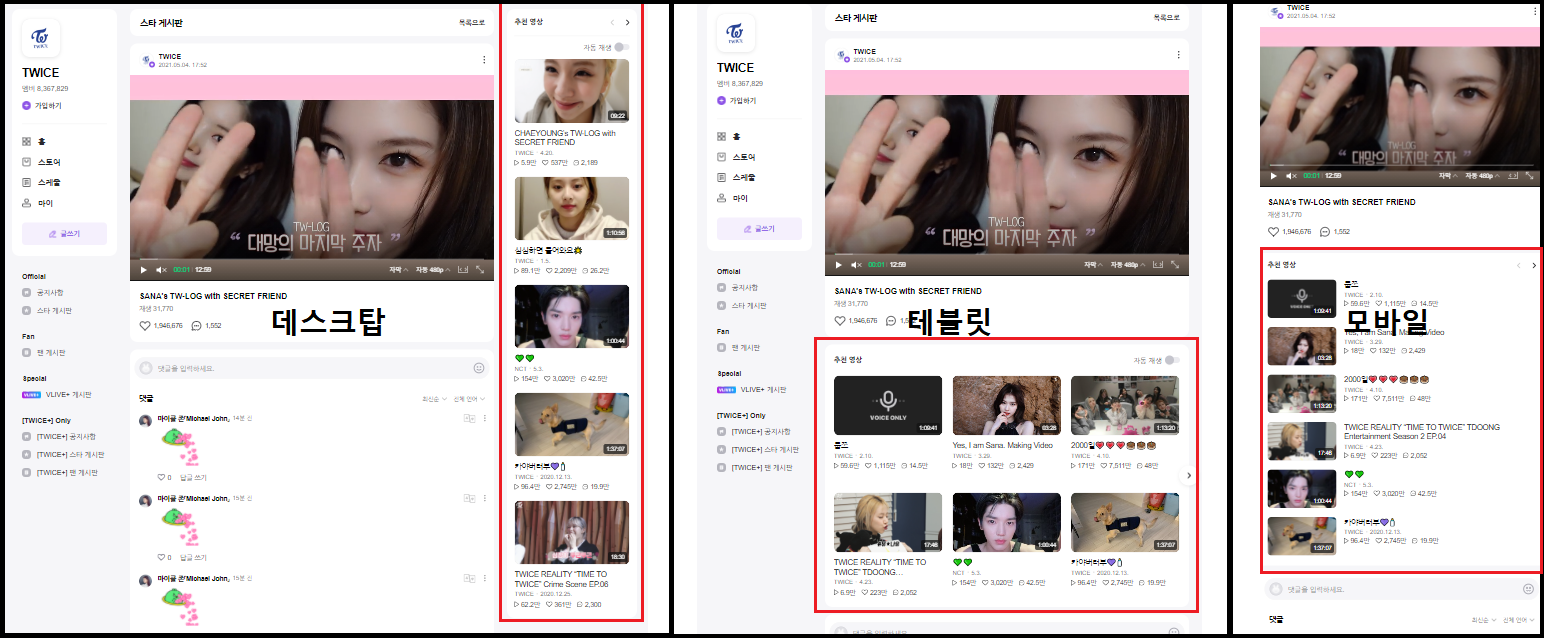 TWICE
TWICE
멤버 8,367,829
가입하기
홈
스토어
스케줄
마이
글쓰기
Official
공지사항
스타 게시판
Fan
팬 게시판
Special
VLIVE+ VLIVE+ 게시판
[TWICE+] Only
[TWICE+] 공지사항
[TWICE+] 스타 게시판
[TWICE+] 팬 게시판
스타 게시판
목록으로
TWICE
2021.05.04. 17:52
TW-LOG
“ 대망의 마지막 주자 ”
00:01 12:59
자막 자동 480p
SANA's TW-LOG with SECRET FRIEND
재생 31,770
1,946,676 1,552
데스크탑
댓글을 입력하세요.
댓글
최신순 전체 언어
마이클 존/'Michael John」 14분 전
0 답글 쓰기
마이클 존/'Michael John」 15분 전
0 답글 쓰기
마이클 존/'Michael John」 15분 전
추천 영상
자동 재생
09:22
CHAEYOUNG's TW-LOG with
SECRET FRIEND
TWICE · 4.20.
5.9만 537만 2,189
1:10:56
심심하면 들어와요
TWICE · 1.5.
89.1만 2,209만 26.2만
1:00:44
NCT · 5.3.
154만 3,020만 42.5만
1:37:07
카야버터부
TWICE · 2020.12.13.
96.4만 2,745만 19.9만
18:30
TWICE REALITY “TIME TO
TWICE” Crime Scene EP.06
TWICE · 2020.12.25.
62.2만 361만 2,300
TWICE
TWICE
멤버 8,367,829
가입하기
홈
스토어
스케줄
마이
글쓰기
Official
공지사항
스타 게시판
Fan
팬 게시판
Special
VLIVE+ VLIVE+ 게시판
[TWICE+] Only
[TWICE+] 공지사항
[TWICE+] 스타 게시판
[TWICE+] 팬 게시판
스타 게시판
목록으로
TWICE
2021.05.04. 17:52
TW-LOG
“ 대망의 마지막 주자 ”
00:01 12:59
자막 자동 480p
SANA's TW-LOG with SECRET FRIEND
재생 31,770
1,946,676
테블릿
추천 영상
자동 재생
VOICE ONLY
1:09:41
03:28
1:13:20
룸쯔
Yes, I am Sana. Making Video
2000일
TWICE · 2.10.
TWICE · 3.29.
TWICE · 4.10.
59.6만 1,115만 14.5만
18만 132만 2,429
171만 7,511만 48만
17:46
1:00:44
1:37:07
TWICE REALITY “TIME TO
TWICE” TDOONG...
TWICE · 4.23.
6.9만 223만 2,052
NCT · 5.3.
154만 3,020만 42.5만
카야버터부
TWICE · 2020.12.13.
96.4만 2,745만 19.9만
댓글을 입력하세요.
TWICE
2021.05.04. 17:52
TW-LOG
“ 대망의 마지막 주자 ”
00:01 12:59
자막 자동 480p
SANA's TW-LOG with SECRET FRIEND
재생 31,770
1,946,676 1,552
추천 영상
VOICE ONLY
1:09:41
룸쯔
TWICE · 2.10.
59.6만 1,115만 14.5만
모바일
03:28
Yes, I am Sana. Making Video
TWICE · 3.29.
18만 132만 2,429
1:13:20
2000일
TWICE · 4.10.
171만 7,511만 48만
17:46
TWICE REALITY “TIME TO TWICE” TDOONG
Entertainment Season 2 EP.04
TWICE · 4.23.
6.9만 223만 2,052
1:00:44
NCT · 5.3.
154만 3,020만 42.5만
1:37:07
카야버터부
TWICE · 2020.12.13.
96.4만 2,745만 19.9만
댓글을 입력하세요.
댓글
최신순 전체 언어